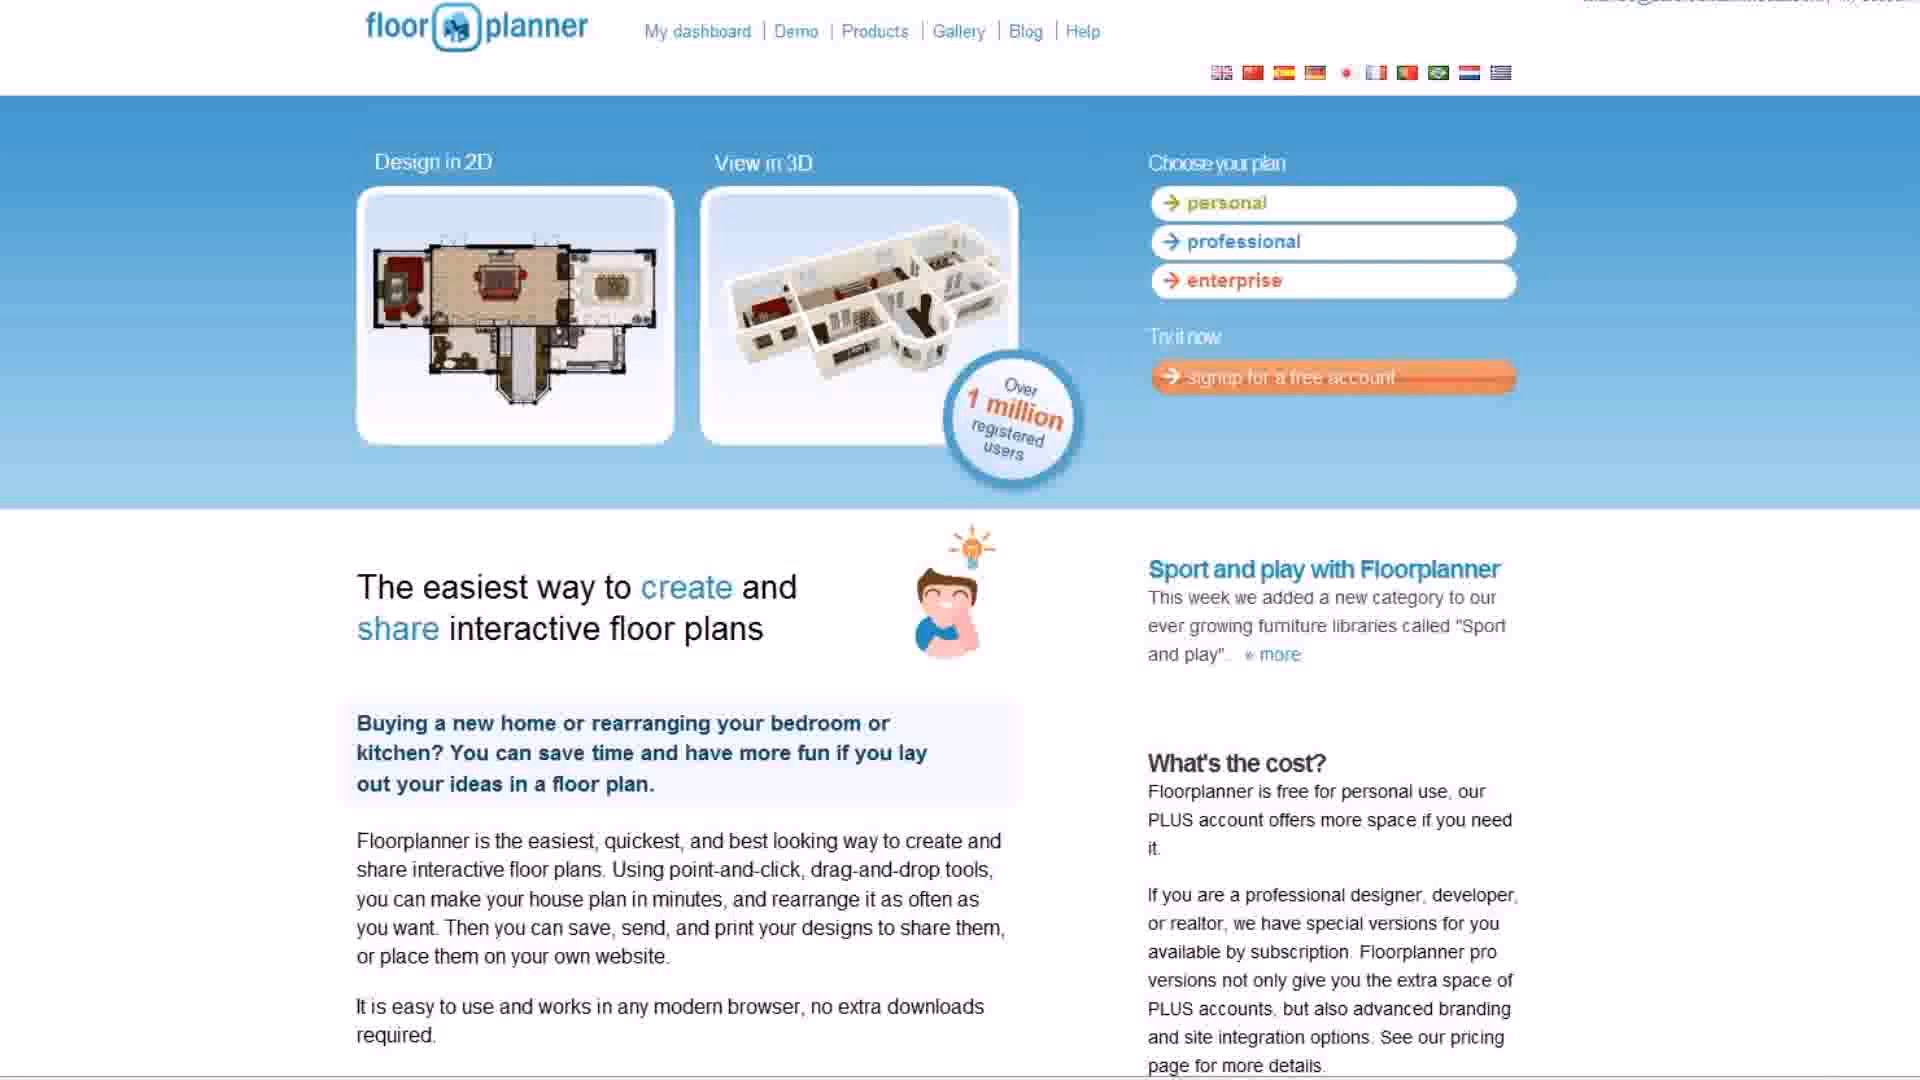 floor planner
My dashboard | Demo | Products | Gallery | Blog | Help
Design in 2D
View in 3D
Over
1 million
registered
users
Choose your plan
→ personal
→ professional
→ enterprise
Try it now
→ signup for a free account
The easiest way to create and
share interactive floor plans
Buying a new home or rearranging your bedroom or
kitchen? You can save time and have more fun if you lay
out your ideas in a floor plan.
Floorplanner is the easiest, quickest, and best looking way to create and
share interactive floor plans. Using point-and-click, drag-and-drop tools,
you can make your house plan in minutes, and rearrange it as often as
you want. Then you can save, send, and print your designs to share them,
or place them on your own website.
It is easy to use and works in any modern browser, no extra downloads
required.
Sport and play with Floorplanner
This week we added a new category to our
ever growing furniture libraries called "Sport
and play". » more
What's the cost?
Floorplanner is free for personal use, our
PLUS account offers more space if you need
it.
If you are a professional designer, developer,
or realtor, we have special versions for you
available by subscription. Floorplanner pro
versions not only give you the extra space of
PLUS accounts, but also advanced branding
and site integration options. See our pricing
page for more details.